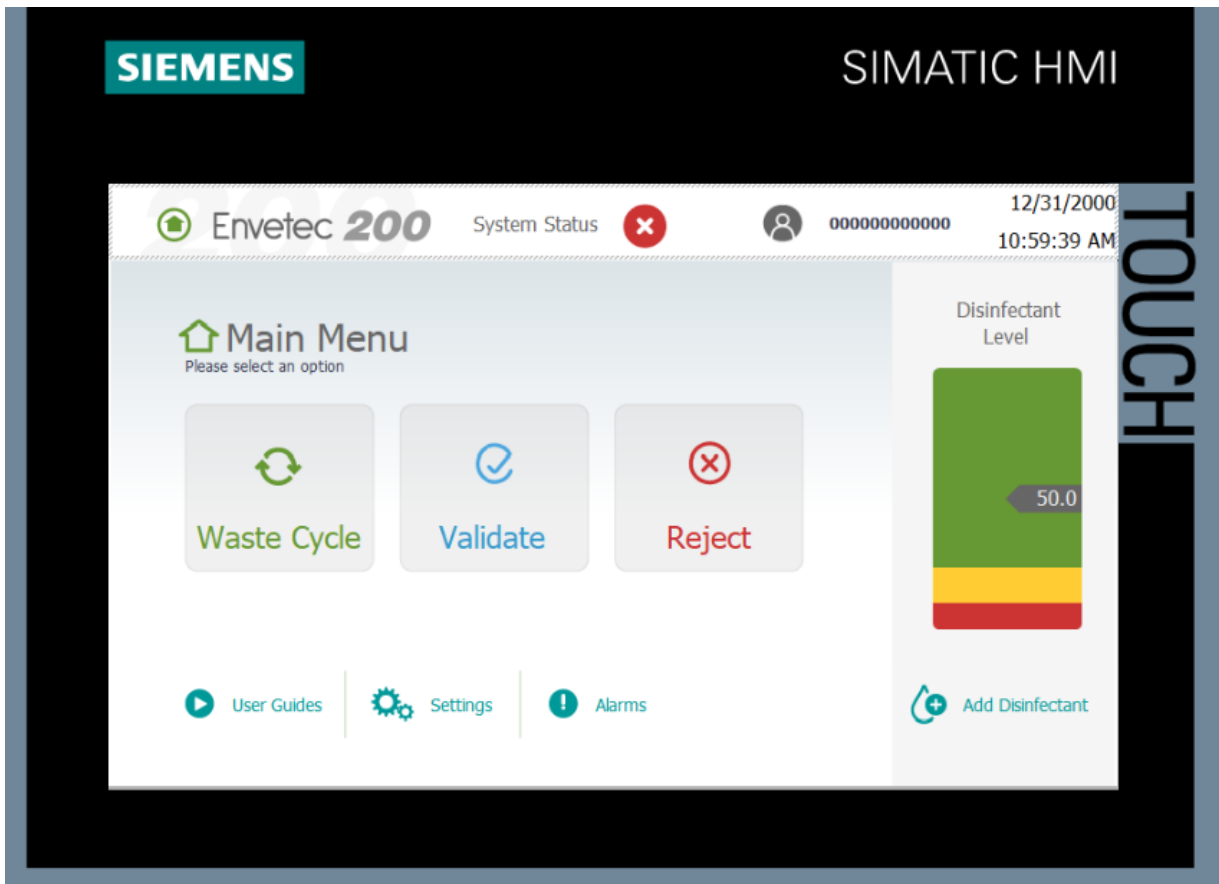 SIEMENS
SIMATIC HMI
TOUCH
200
Envetec 200
System Status
000000000000
12/31/2000
10:59:39 AM
Main Menu
Please select an option
Waste Cycle
Validate
Reject
User Guides
Settings
Alarms
Disinfectant
Level
50.0
Add Disinfectant